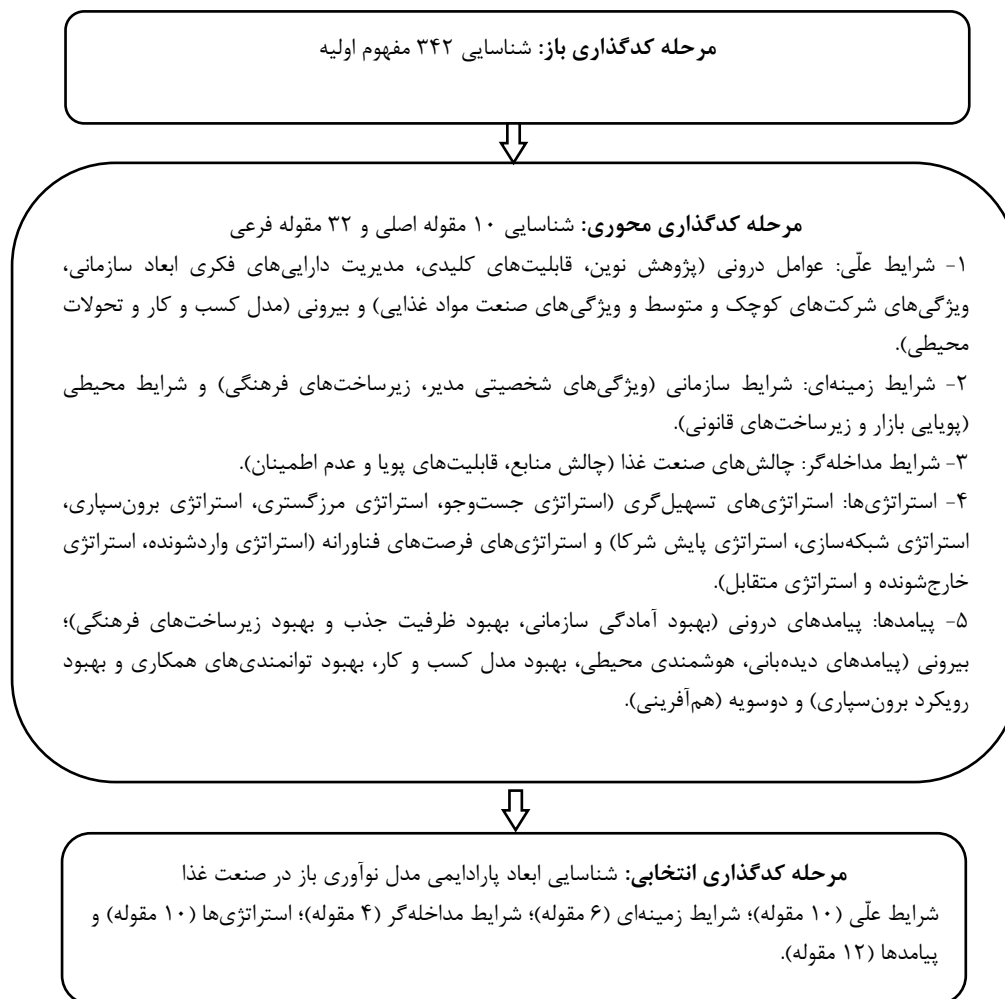 مرحله کدگذاری باز: شناسایی ۳۴۲ مفهوم اولیه
مرحله کدگذاری محوری: شناسایی ۱۰ مقوله اصلی و ۳۲ مقوله فرعی
۱- شرایط علّی: عوامل درونی (پژوهش نوین، قابلیت‌های کلیدی، مدیریت دارایی‌های فکری ابعاد سازمانی،
ویژگی‌های شرکت‌های کوچک و متوسط و ویژگی‌های صنعت مواد غذایی) و بیرونی (مدل کسب و کار و تحولات
محیطی).
۲- شرایط زمینه‌ای: شرایط سازمانی (ویژگی‌های شخصیتی مدیر، زیرساخت‌های فرهنگی) و شرایط محیطی
(پویایی بازار و زیرساخت‌های قانونی).
۳- شرایط مداخله‌گر: چالش‌های صنعت غذا (چالش منابع، قابلیت‌های پویا و عدم اطمینان).
۴- استراتژی‌ها: استراتژی‌های تسهیل‌گری (استراتژی جست‌وجو، استراتژی مرزگستری، استراتژی برون‌سپاری،
استراتژی شبکه‌سازی، استراتژی پایش شرکا) و استراتژی‌های فرصت‌های فناورانه (استراتژی واردشونده، استراتژی
خارج‌شونده و استراتژی متقابل).
۵- پیامدها: پیامدهای درونی (بهبود آمادگی سازمانی، بهبود ظرفیت جذب و بهبود زیرساخت‌های فرهنگی)؛
بیرونی (پیامدهای دیده‌بانی، هوشمندی محیطی، بهبود مدل کسب و کار، بهبود توانمندی‌های همکاری و بهبود
رویکرد برون‌سپاری) و دوسویه (هم‌آفرینی).
مرحله کدگذاری انتخابی: شناسایی ابعاد پارادایمی مدل نوآوری باز در صنعت غذا
شرایط علّی (۱۰ مقوله)؛ شرایط زمینه‌ای (۶ مقوله)؛ شرایط مداخله‌گر (۴ مقوله)؛ استراتژی‌ها (۱۰ مقوله) و
پیامدها (۱۲ مقوله).